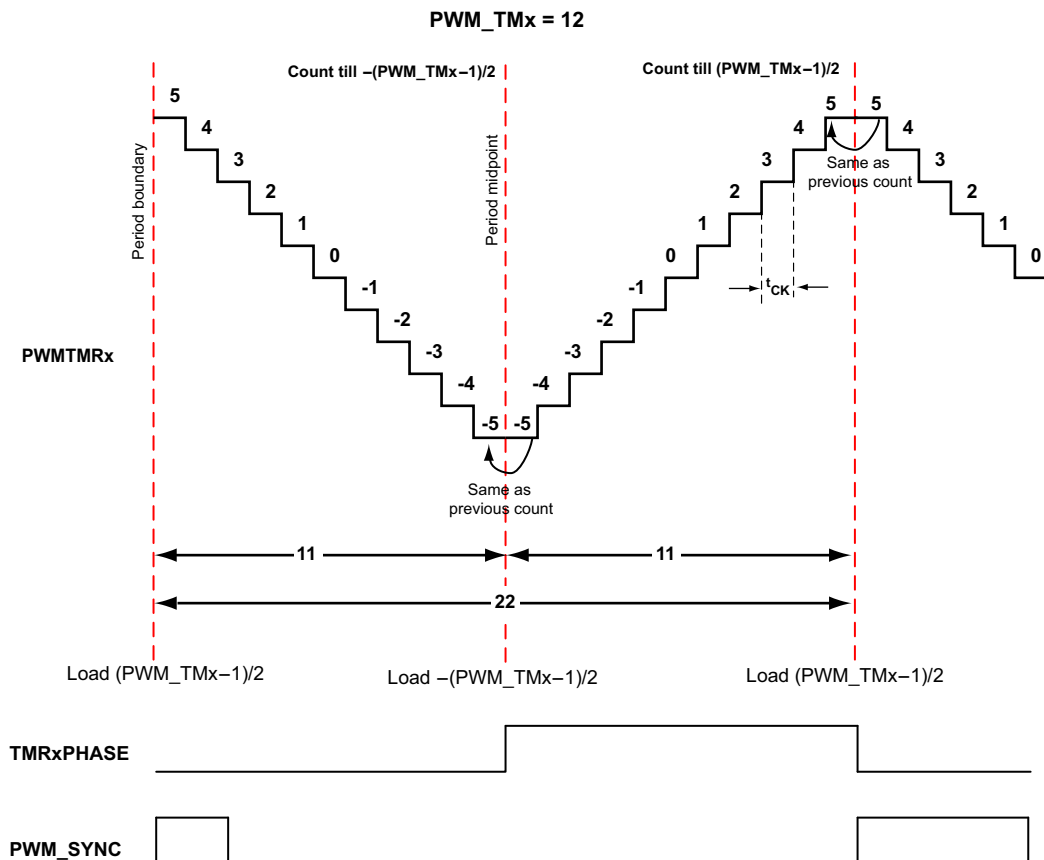 PWM_TMx = 12
Count till −(PWM_TMx−1)/2
Count till (PWM_TMx−1)/2
Period boundary
Period midpoint
5
4
3
2
1
0
-1
-2
-3
-4
-5
-5
-4
-3
-2
-1
0
1
2
3
4
5
5
4
3
2
1
0
Same as
previous count
tCK
PWMTMRx
Same as
previous count
11
11
22
Load (PWM_TMx−1)/2
Load −(PWM_TMx−1)/2
Load (PWM_TMx−1)/2
TMRxPHASE
PWM_SYNC